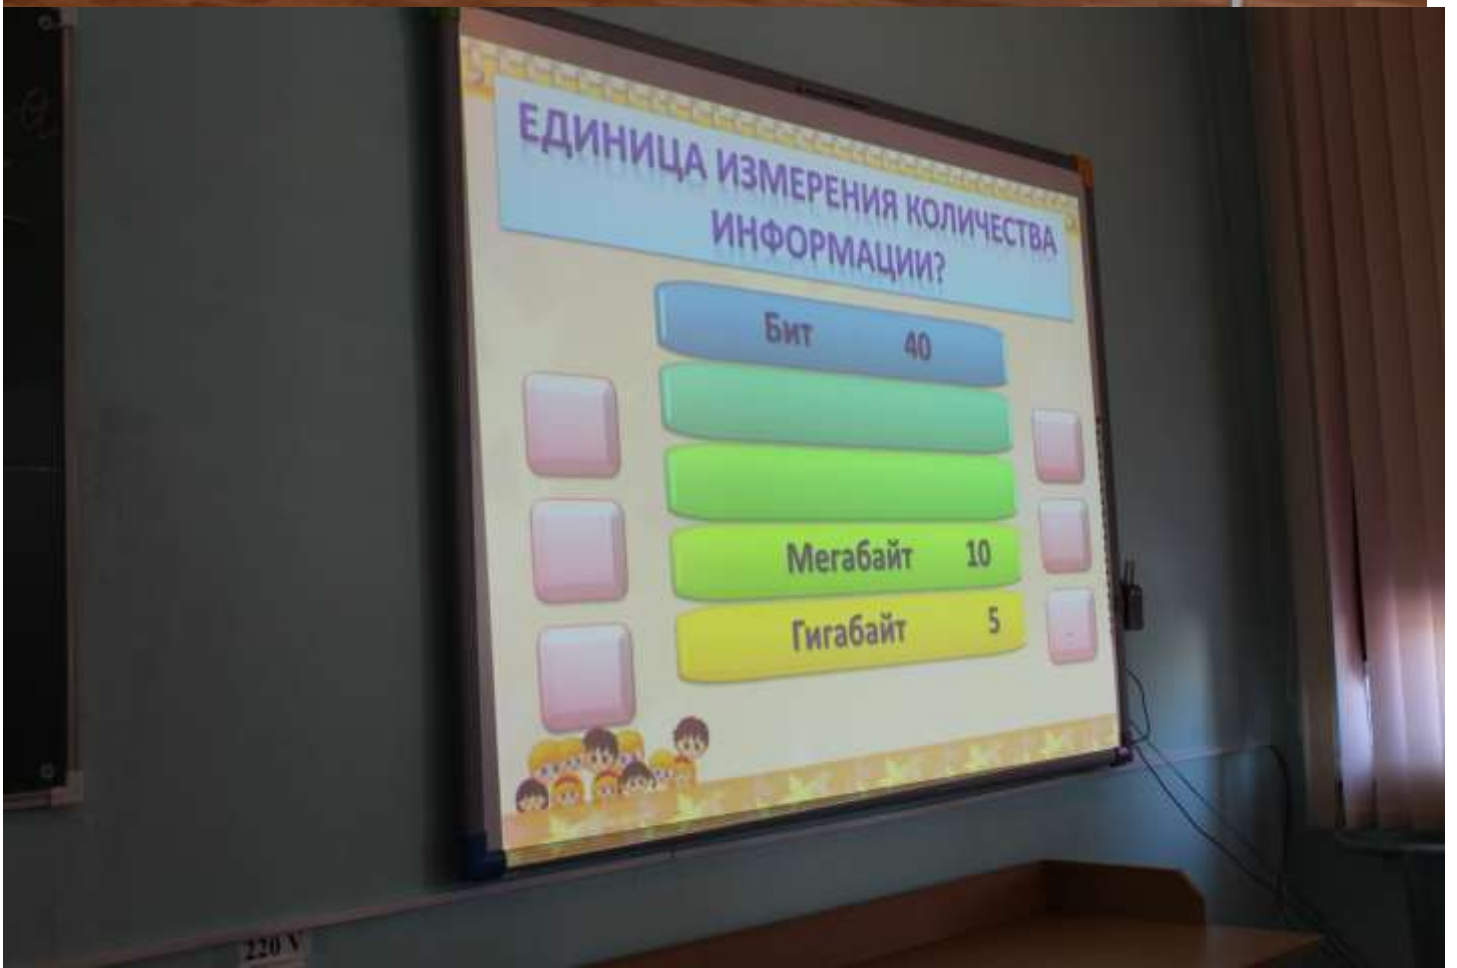 ЕДИНИЦА ИЗМЕРЕНИЯ КОЛИЧЕСТВА
ИНФОРМАЦИИ?
Бит 40
Мегабайт 10
Гигабайт 5
220 V